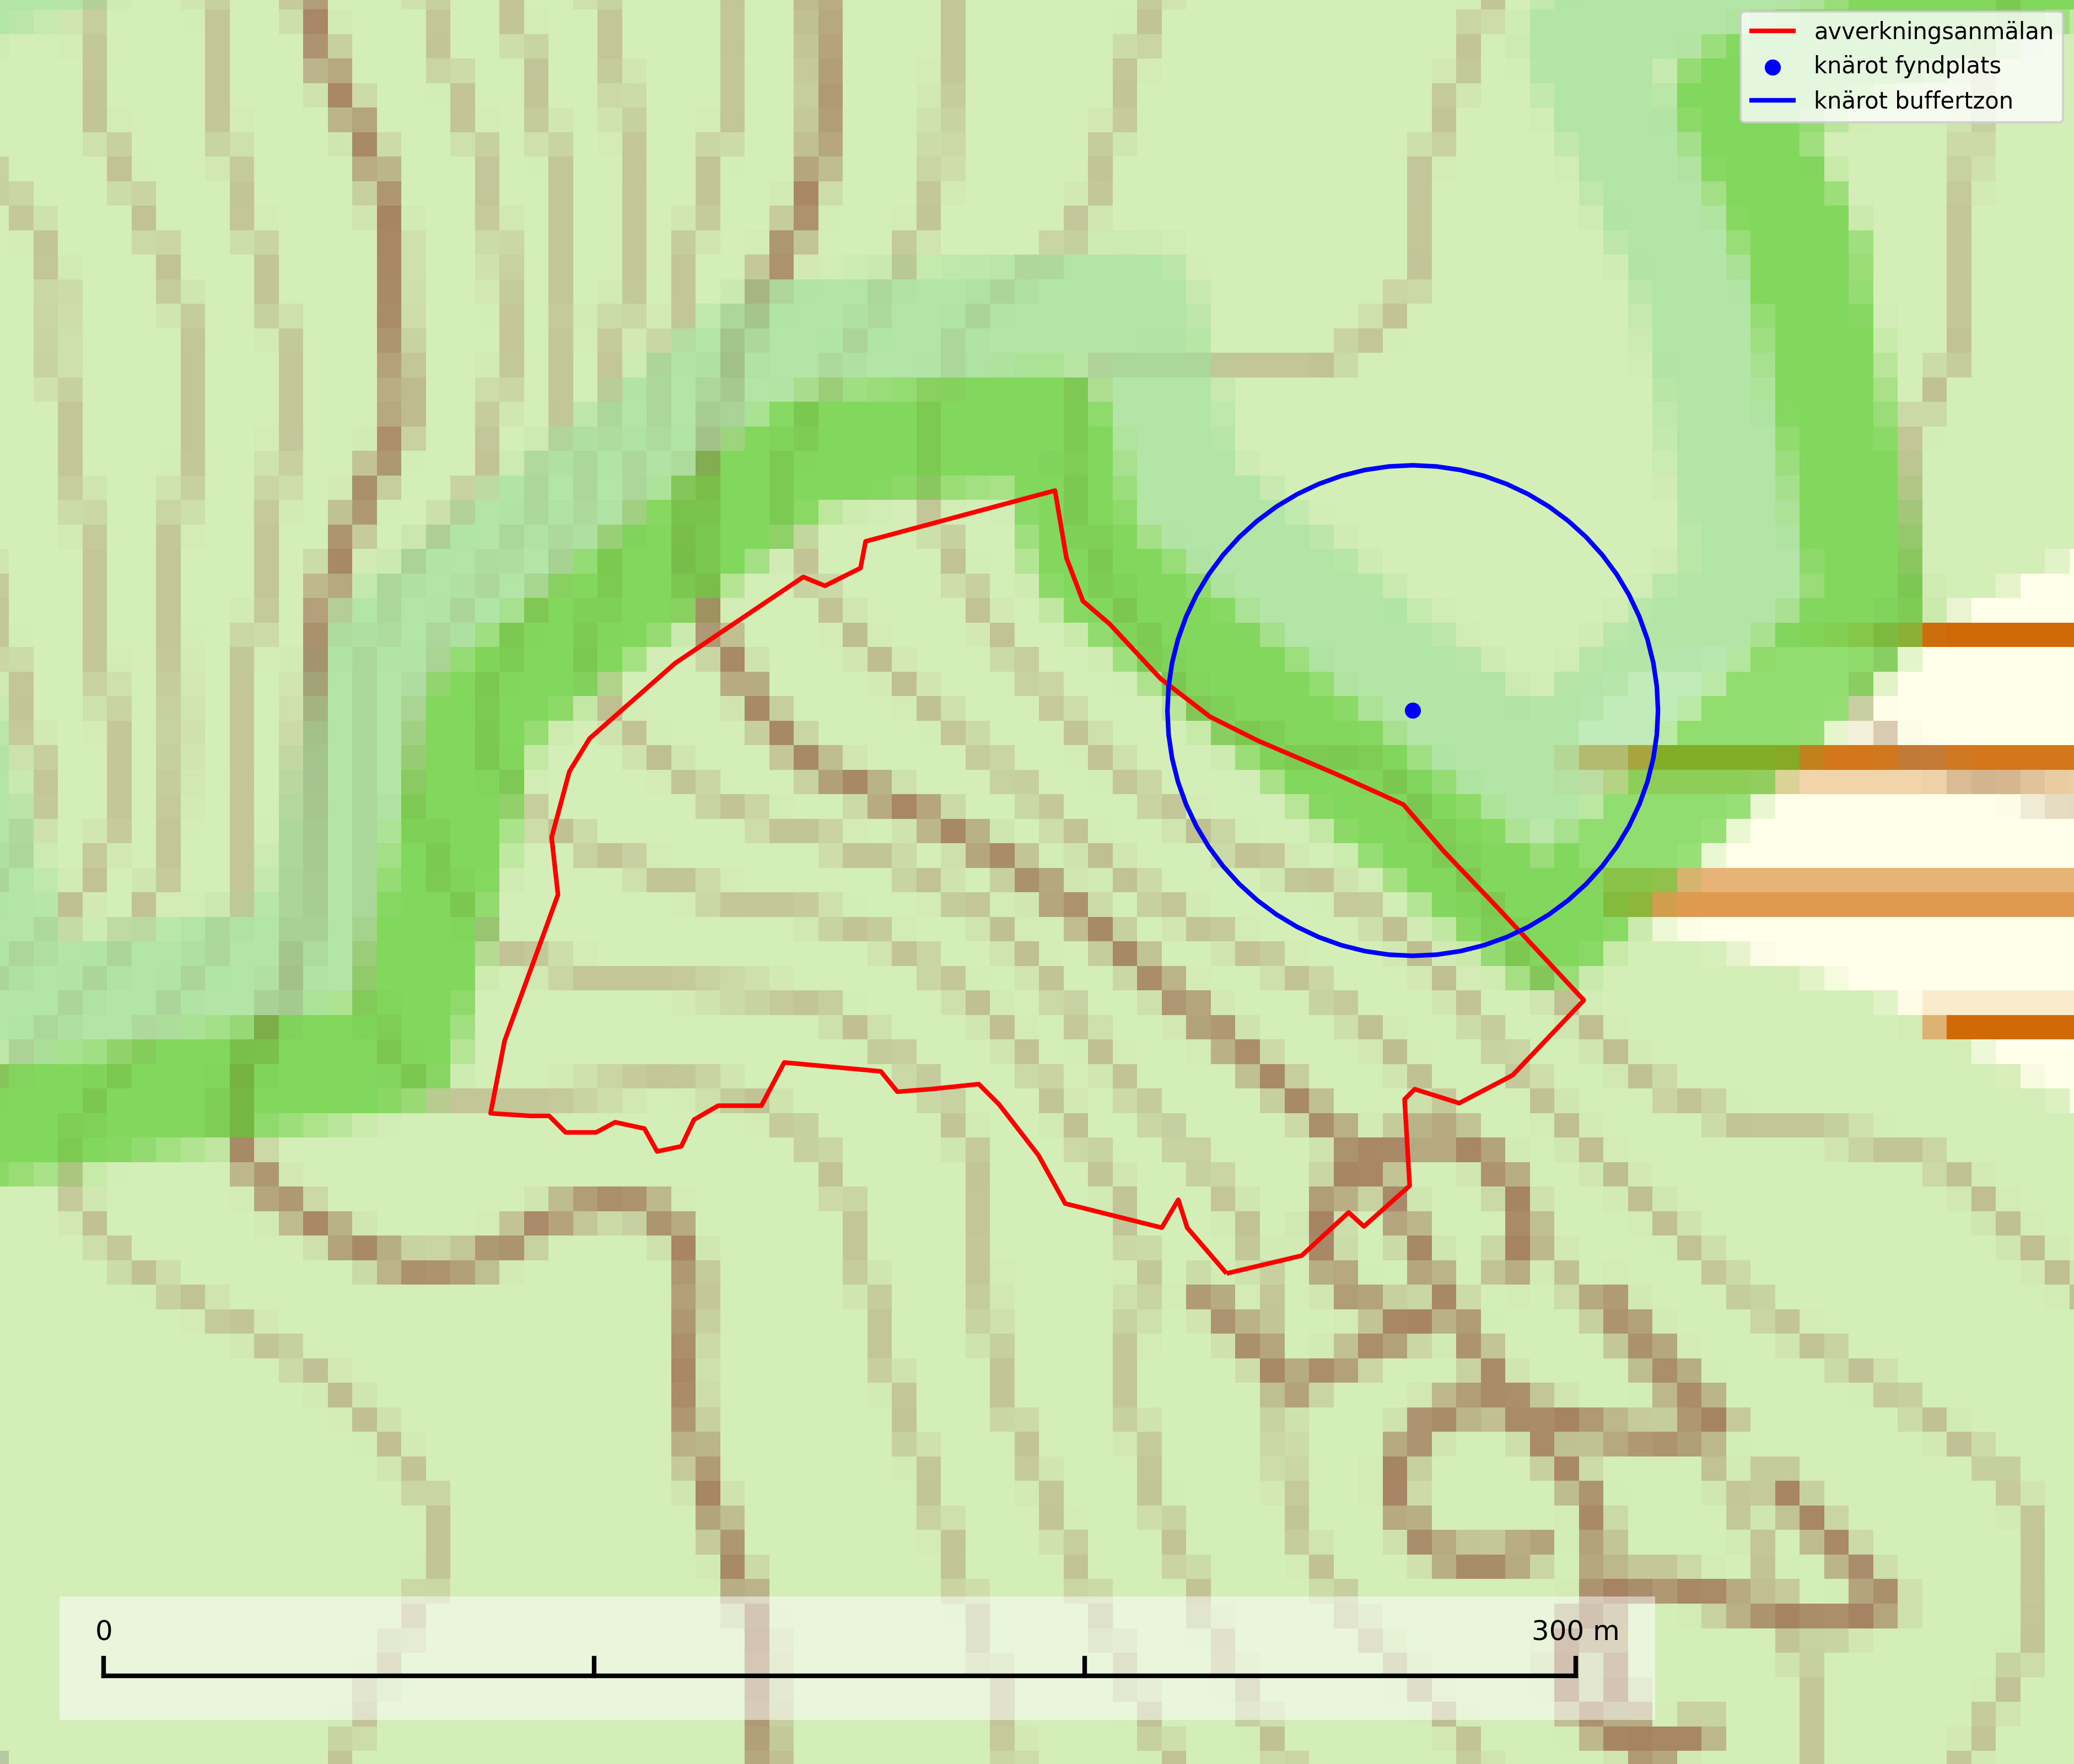 avverkningsanmälan
knärot fyndplats
knärot buffertzon
0
300 m